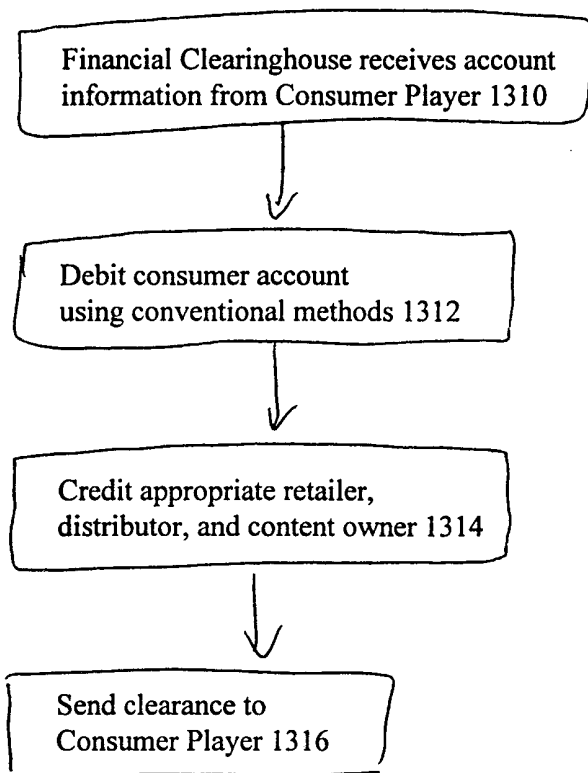 Financial Clearinghouse receives account
information from Consumer Player 1310
Debit consumer account
using conventional methods 1312
Credit appropriate retailer,
distributor, and content owner 1314
Send clearance to
Consumer Player 1316